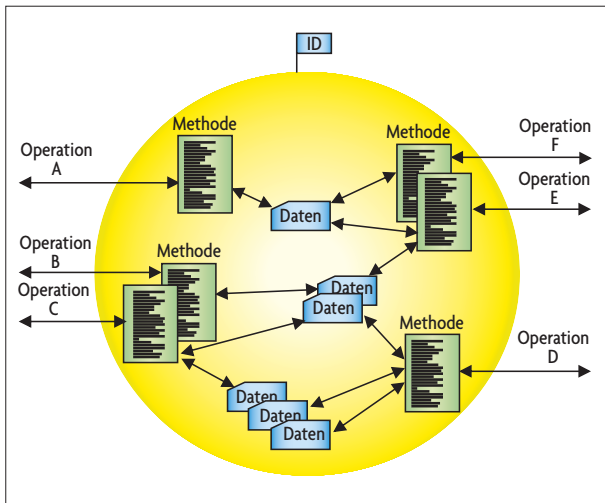 ID
Methode
Methode
Operation
A
Operation
F
Operation
E
Daten
Operation
B
Methode
Operation
C
Daten
Daten
Methode
Operation
D
Daten
Daten
Daten